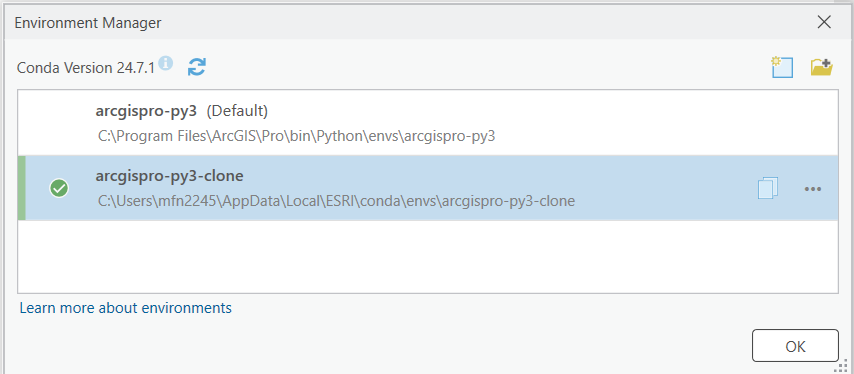 Environment Manager
Conda Version 24.7.1
arcgispro-py3 (Default)
C:\Program Files\ArcGIS\Pro\bin\Python\envs\arcgispro-py3
arcgispro-py3-clone
C:\Users\mfn2245\AppData\Local\ESRI\conda\envs\arcgispro-py3-clone
Learn more about environments
OK